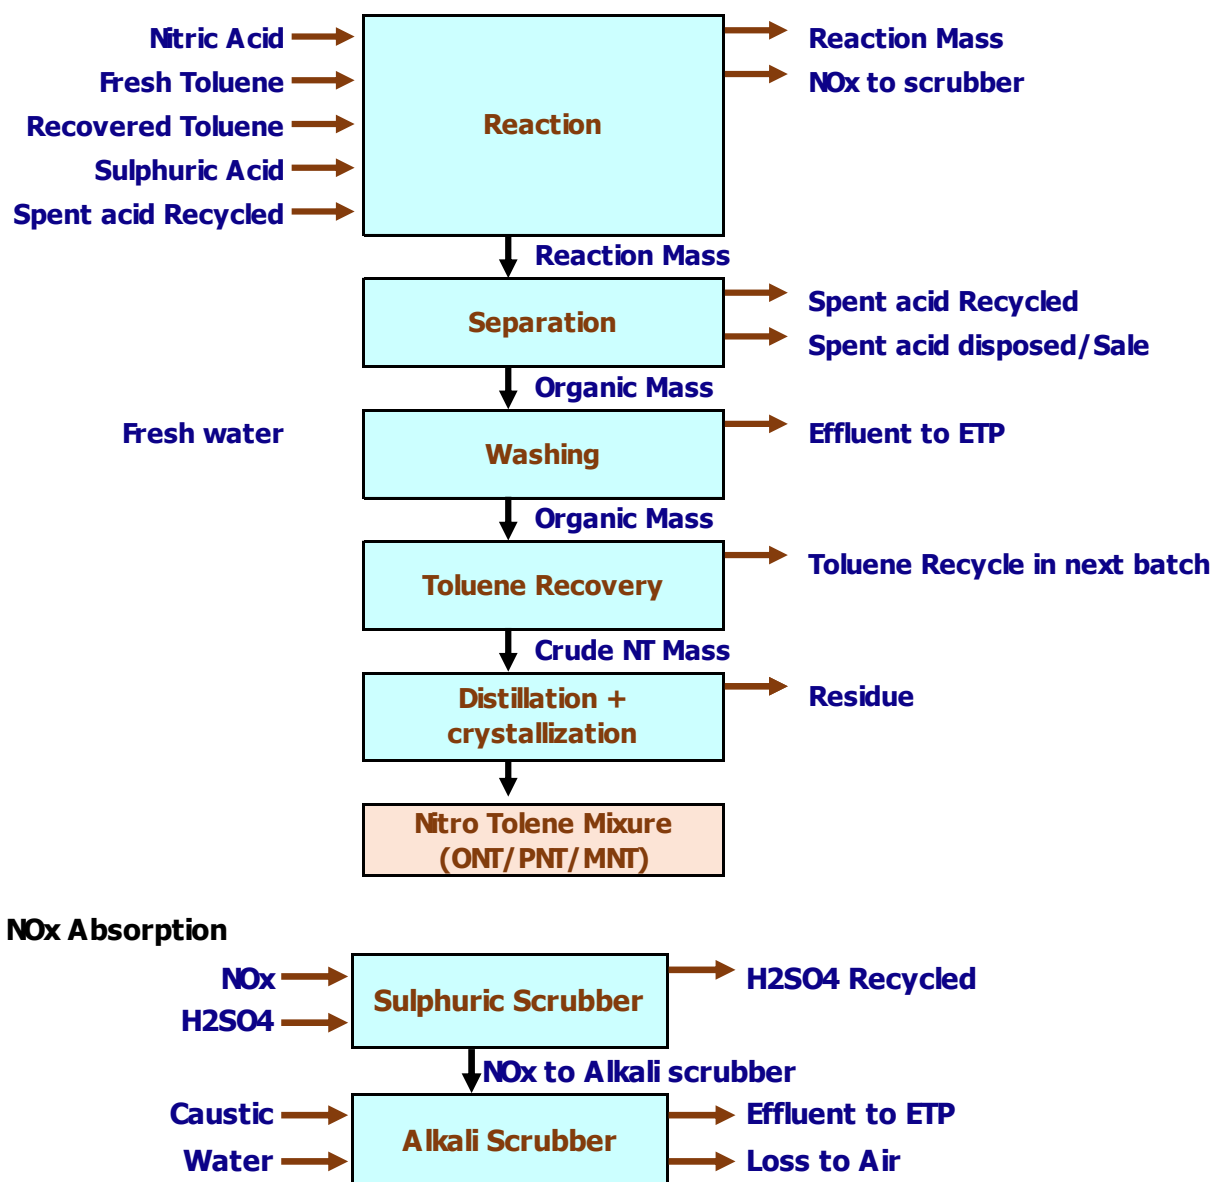 Nitric Acid
Reaction Mass
Fresh Toluene
NOx to scrubber
Recovered Toluene
Reaction
Sulphuric Acid
Spent acid Recycled
Reaction Mass
Spent acid Recycled
Separation
Spent acid disposed/Sale
Organic Mass
Fresh water
Effluent to ETP
Washing
Organic Mass
Toluene Recycle in next batch
Toluene Recovery
Crude NT Mass
Distillation +
crystallization
Residue
Nitro Tolene Mixure
(ONT/PNT/MNT)
NOx Absorption
NOx
H2SO4 Recycled
Sulphuric Scrubber
H2SO4
NOx to Alkali scrubber
Caustic
Effluent to ETP
Alkali Scrubber
Water
Loss to Air